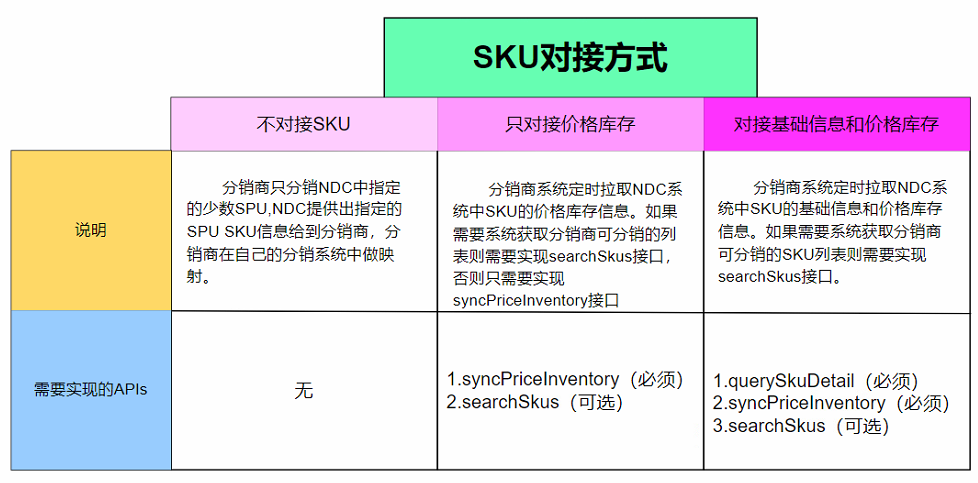 SKU对接方式
不对接SKU
只对接价格库存
对接基础信息和价格库存
说明
分销商只分销NDC中指定
的少数SPU,NDC提供出指定的
SPU SKU信息给到分销商，分
销商在自己的分销系统中做映
射。
分销商系统定时拉取NDC系
统中SKU的价格库存信息。如果
需要系统获取分销商可分销的列
表则需要实现searchSkus接口，
否则只需要实现
syncPriceInventory接口
分销商系统定时拉取NDC系
统中SKU的基础信息和价格库存
信息。如果需要系统获取分销商
可分销的SKU列表则需要实现
searchSkus接口。
需要实现的APIs
无
1.syncPriceInventory（必须）
2.searchSkus（可选）
1.querySkuDetail（必须）
2.syncPriceInventory（必须）
3.searchSkus（可选）